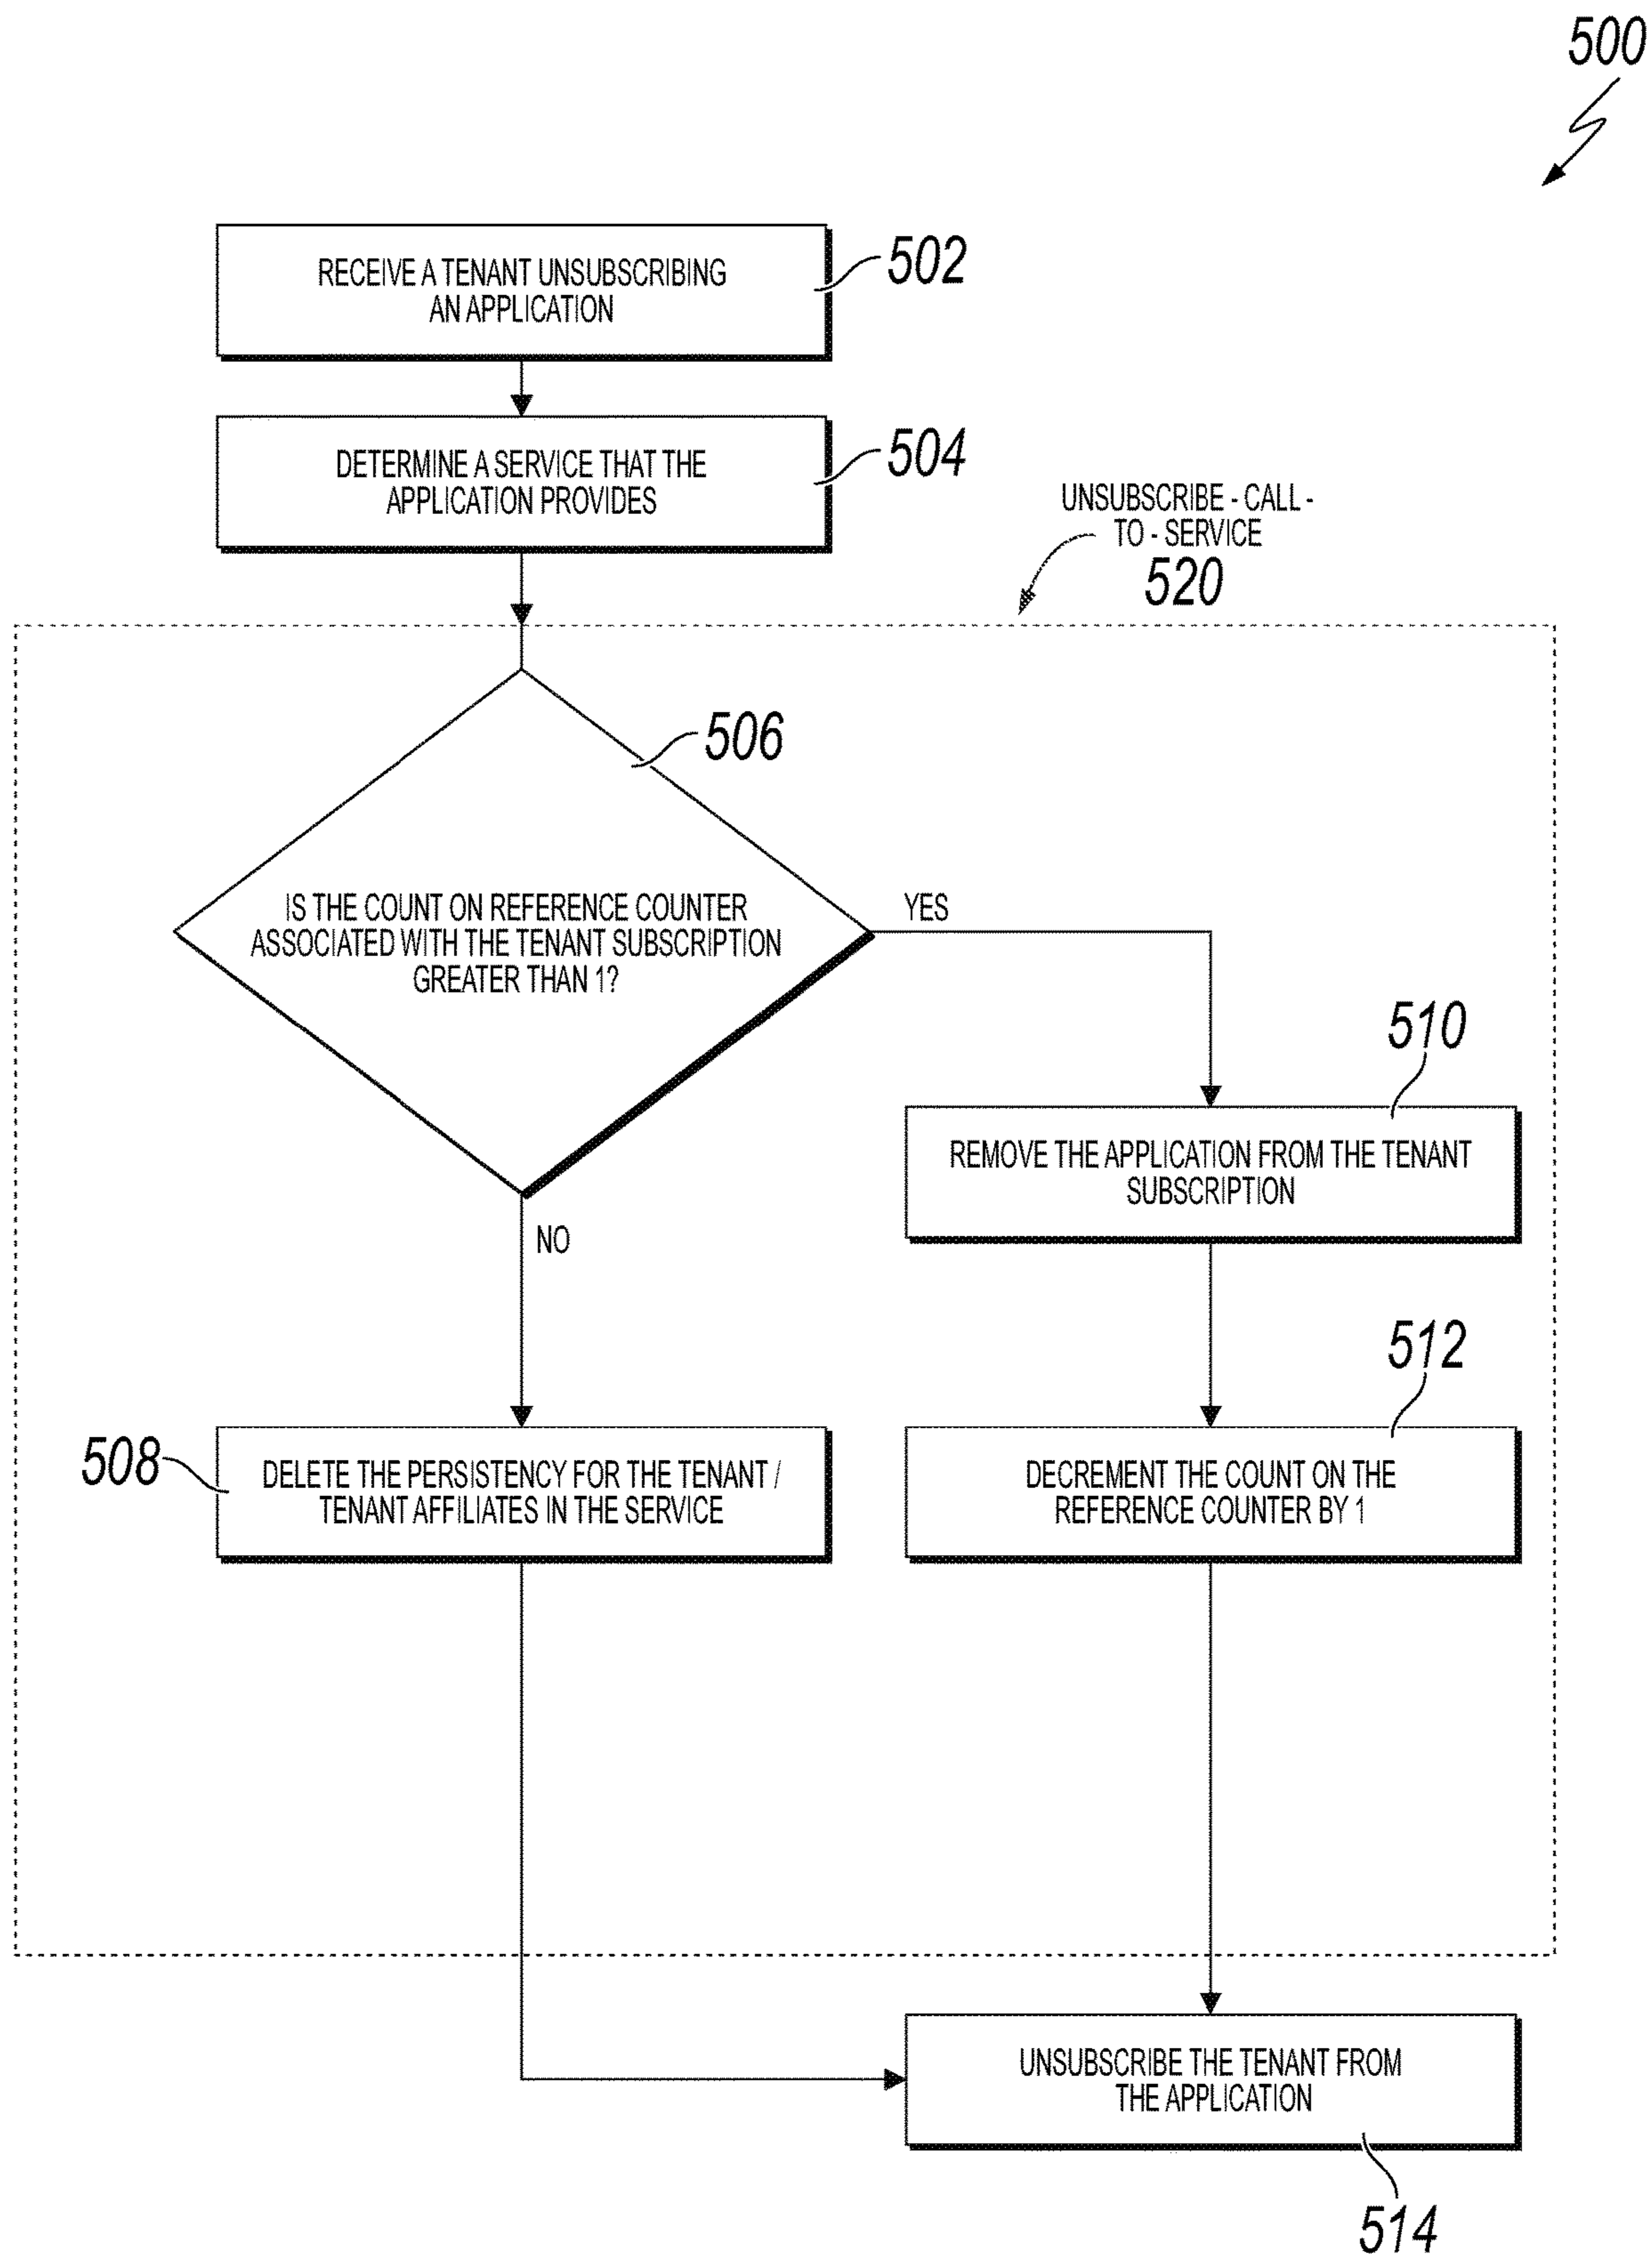 500
RECEIVE A TENANT UNSUBSCRIBING
AN APPLICATION
502
DETERMINE A SERVICE THAT THE
APPLICATION PROVIDES
504
UNSUBSCRIBE - CALL -
TO - SERVICE
520
506
IS THE COUNT ON REFERENCE COUNTER
ASSOCIATED WITH THE TENANT SUBSCRIPTION
GREATER THAN 1?
YES
NO
510
REMOVE THE APPLICATION FROM THE TENANT
SUBSCRIPTION
508
DELETE THE PERSISTENCY FOR THE TENANT /
TENANT AFFILIATES IN THE SERVICE
512
DECREMENT THE COUNT ON THE
REFERENCE COUNTER BY 1
UNSUBSCRIBE THE TENANT FROM
THE APPLICATION
514